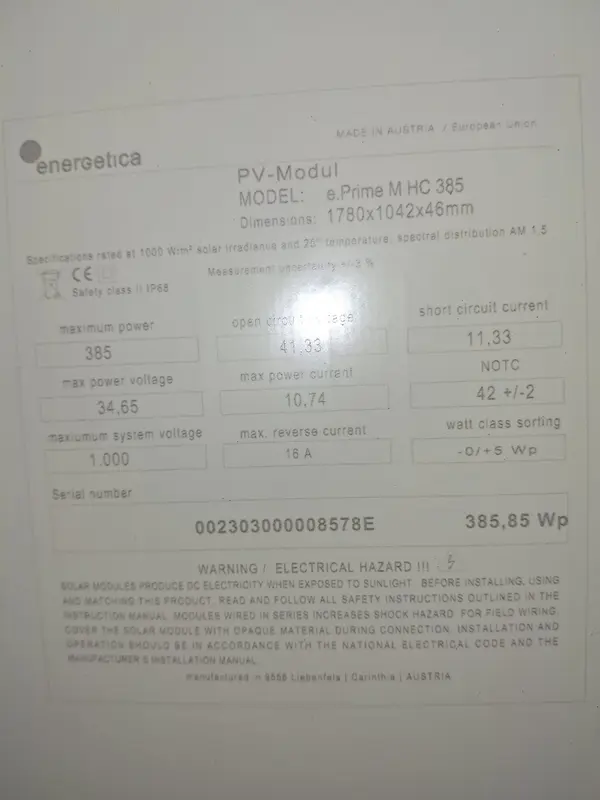 MADE IN AUSTRIA / European Union
energetica
PV-Modul
MODEL: e.Prime M HC 385
Dimensions: 1780x1042x46mm
Specifications rated at 1000 W/m² solar irradiance and 20° temperature, spectral distribution AM 1,5
Measurement uncertainty +/-3 %
CE
Safety class II IP68
maximum power
385
open circuit voltage
41,33
short circuit current
11,33
max power voltage
34,65
max power current
10,74
NOTC
42 +/-2
maxiumum system voltage
1.000
max. reverse current
16 A
watt class sorting
-0/+5 Wp
Serial number
002303000008578E
385,85 Wp
WARNING / ELECTRICAL HAZARD !!!
SOLAR MODULES PRODUCE DC ELECTRICITY WHEN EXPOSED TO SUNLIGHT. BEFORE INSTALLING, USING
AND MATCHING THIS PRODUCT, READ AND FOLLOW ALL SAFETY INSTRUCTIONS OUTLINED IN THE
INSTRUCTION MANUAL. MODULES WIRED IN SERIES INCREASES SHOCK HAZARD. FOR FIELD WIRING,
COVER THE SOLAR MODULE WITH OPAQUE MATERIAL DURING CONNECTION. INSTALLATION AND
OPERATION SHOULD BE IN ACCORDANCE WITH THE NATIONAL ELECTRICAL CODE AND THE
MANUFACTURER'S INSTALLATION MANUAL.
manufactured in 9556 Liebenfels | Carinthia | AUSTRIA